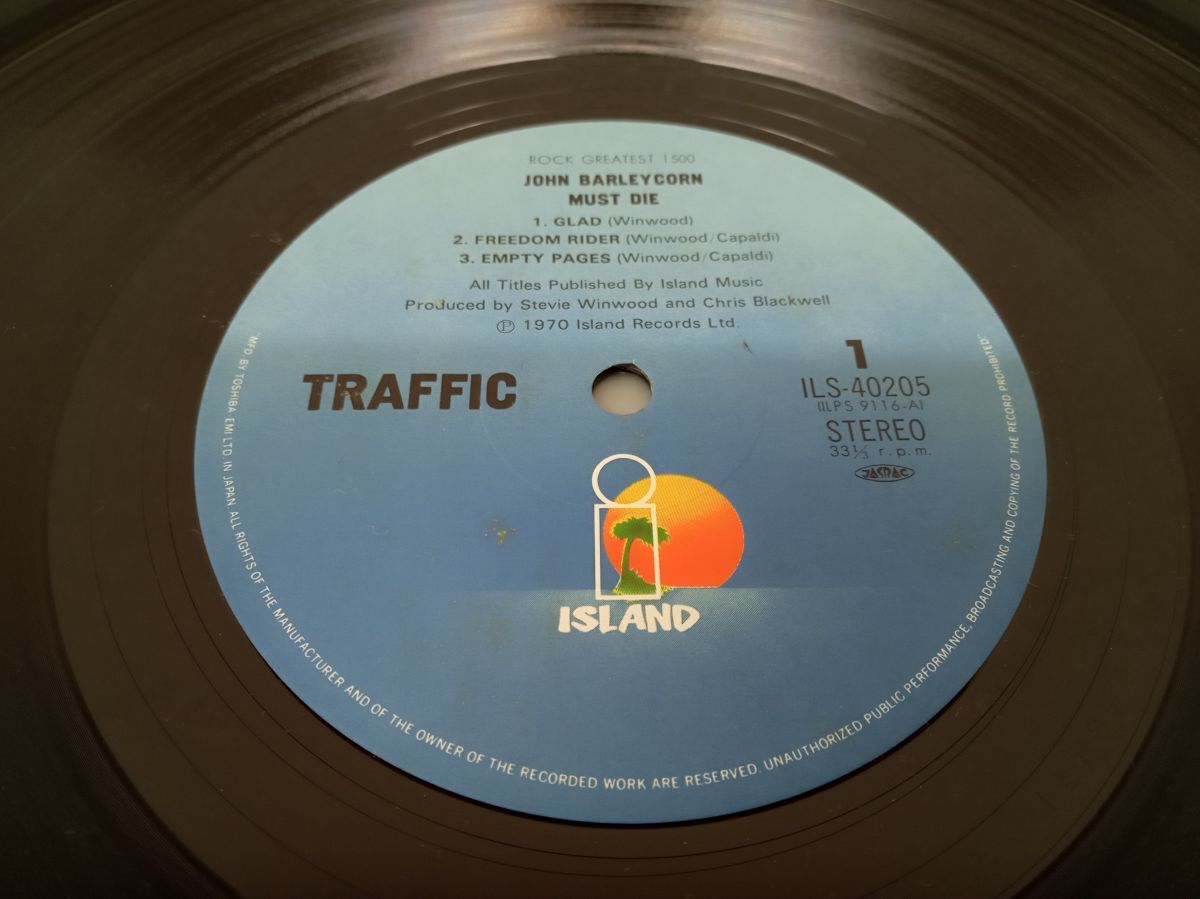 ROCK GREATEST 1500
JOHN BARLEYCORN
MUST DIE
1. GLAD (Winwood)
2. FREEDOM RIDER (Winwood/Capaldi)
3. EMPTY PAGES (Winwood/Capaldi)
All Titles Published By Island Music
Produced by Stevie Winwood and Chris Blackwell
Ⓟ 1970 Island Records Ltd.
TRAFFIC
1
ILS-40205
(ILPS 9116-A)
STEREO
33⅓ r.p.m.
JASRAC
i
ISLAND
MFD. BY TOSHIBA EMI LTD. IN JAPAN. ALL RIGHTS OF THE MANUFACTURER AND OF THE OWNER OF THE RECORDED WORK ARE RESERVED. UNAUTHORIZED PUBLIC PERFORMANCE, BROADCASTING AND COPYING OF THE RECORD PROHIBITED.